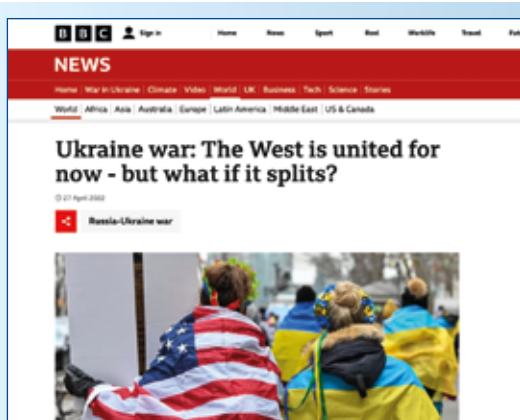 BBC Sign in Home News Sport Reel Worklife Travel
NEWS
Home War in Ukraine Climate Video World UK Business Tech Science Stories
World Africa Asia Australia Europe Latin America Middle East US & Canada
Ukraine war: The West is united for
now - but what if it splits?
27 April 2022
Russia-Ukraine war